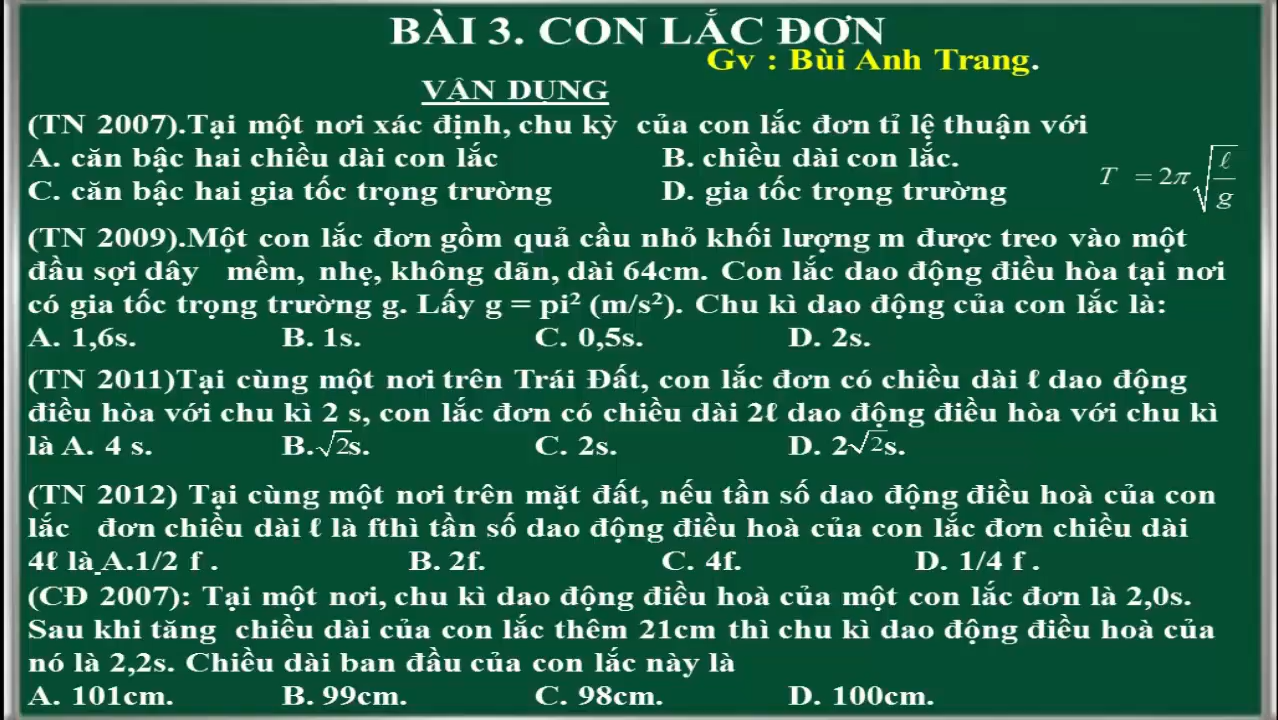 BÀI 3. CON LẮC ĐƠN
Gv : Bùi Anh Trang.
VẬN DỤNG
(TN 2007).Tại một nơi xác định, chu kỳ của con lắc đơn tỉ lệ thuận với
A. căn bậc hai chiều dài con lắc B. chiều dài con lắc.
C. căn bậc hai gia tốc trọng trường D. gia tốc trọng trường
T = 2π√(ℓ/g)
(TN 2009).Một con lắc đơn gồm quả cầu nhỏ khối lượng m được treo vào một
đầu sợi dây mềm, nhẹ, không dãn, dài 64cm. Con lắc dao động điều hòa tại nơi
có gia tốc trọng trường g. Lấy g = pi² (m/s²). Chu kì dao động của con lắc là:
A. 1,6s. B. 1s. C. 0,5s. D. 2s.
(TN 2011)Tại cùng một nơi trên Trái Đất, con lắc đơn có chiều dài ℓ dao động
điều hòa với chu kì 2 s, con lắc đơn có chiều dài 2ℓ dao động điều hòa với chu kì
là A. 4 s. B.√2s. C. 2s. D. 2√2s.
(TN 2012) Tại cùng một nơi trên mặt đất, nếu tần số dao động điều hoà của con
lắc đơn chiều dài ℓ là fthì tần số dao động điều hoà của con lắc đơn chiều dài
4ℓ là A.1/2 f . B. 2f. C. 4f. D. 1/4 f .
(CĐ 2007): Tại một nơi, chu kì dao động điều hoà của một con lắc đơn là 2,0s.
Sau khi tăng chiều dài của con lắc thêm 21cm thì chu kì dao động điều hoà của
nó là 2,2s. Chiều dài ban đầu của con lắc này là
A. 101cm. B. 99cm. C. 98cm. D. 100cm.